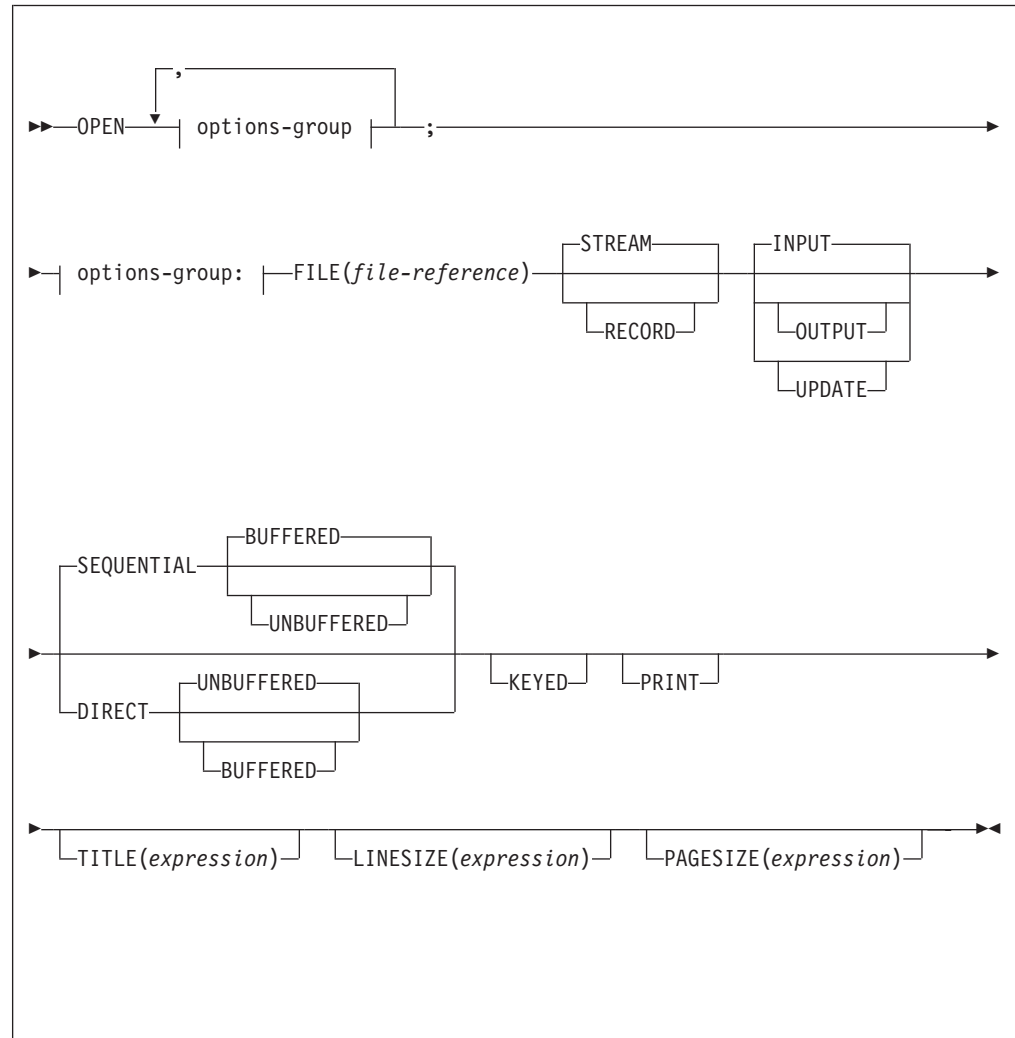 ,
OPEN options-group ;
STREAM INPUT
options-group: FILE(file-reference)
RECORD OUTPUT
UPDATE
BUFFERED
SEQUENTIAL
UNBUFFERED
UNBUFFERED KEYED PRINT
DIRECT
BUFFERED
TITLE(expression) LINESIZE(expression) PAGESIZE(expression)